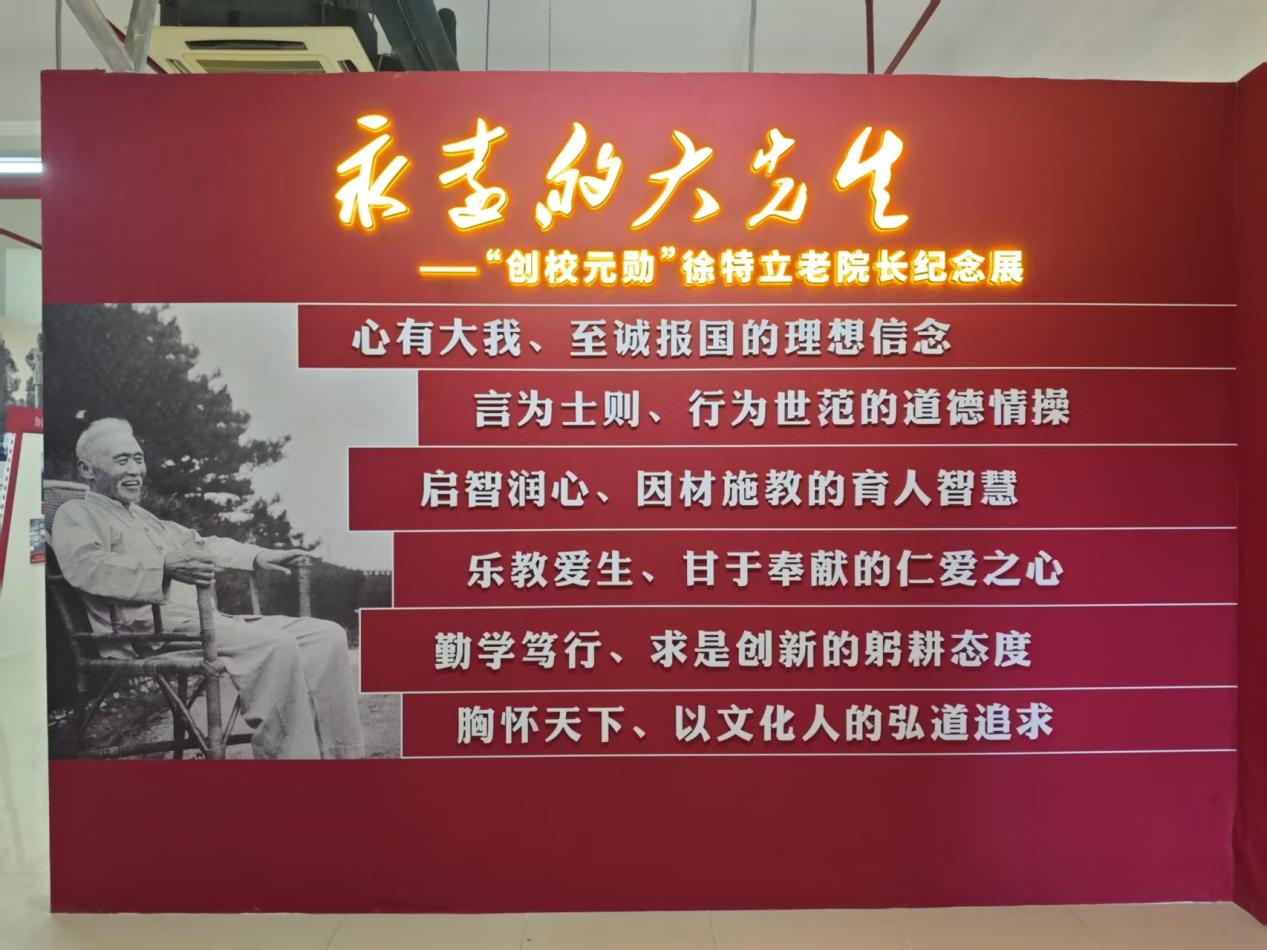 永远的大先生
——“创校元勋”徐特立老院长纪念展
心有大我、至诚报国的理想信念
言为士则、行为世范的道德情操
启智润心、因材施教的育人智慧
乐教爱生、甘于奉献的仁爱之心
勤学笃行、求是创新的躬耕态度
胸怀天下、以文化人的弘道追求